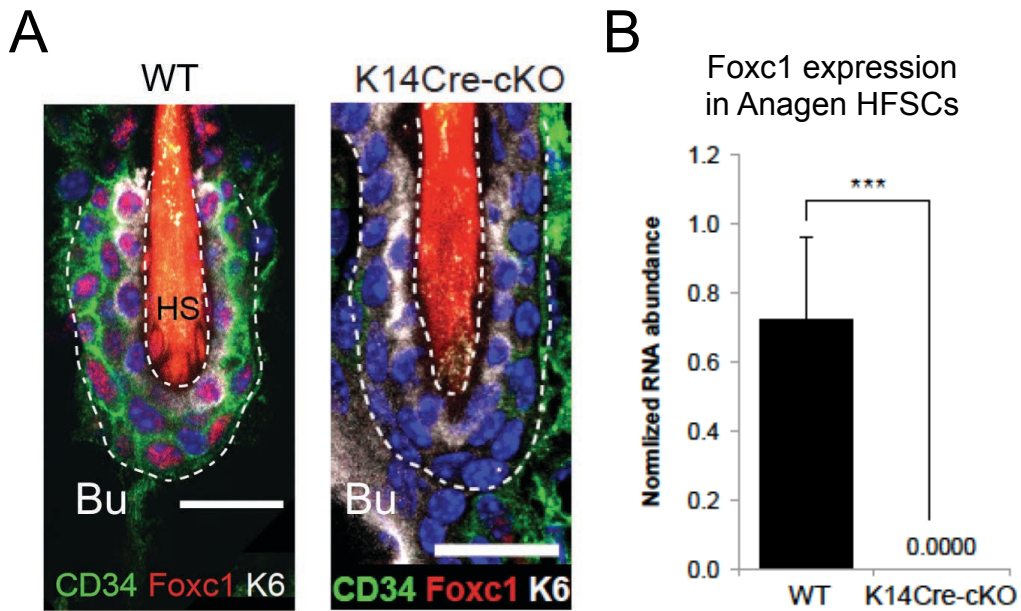 A
WT
K14Cre-cKO
HS
Bu
CD34 Foxc1 K6
Bu
CD34 Foxc1 K6
B
Foxc1 expression
in Anagen HFSCs
Normlized RNA abundance
1.2
1.0
0.8
0.6
0.4
0.2
0.0
***
0.0000
WT
K14Cre-cKO